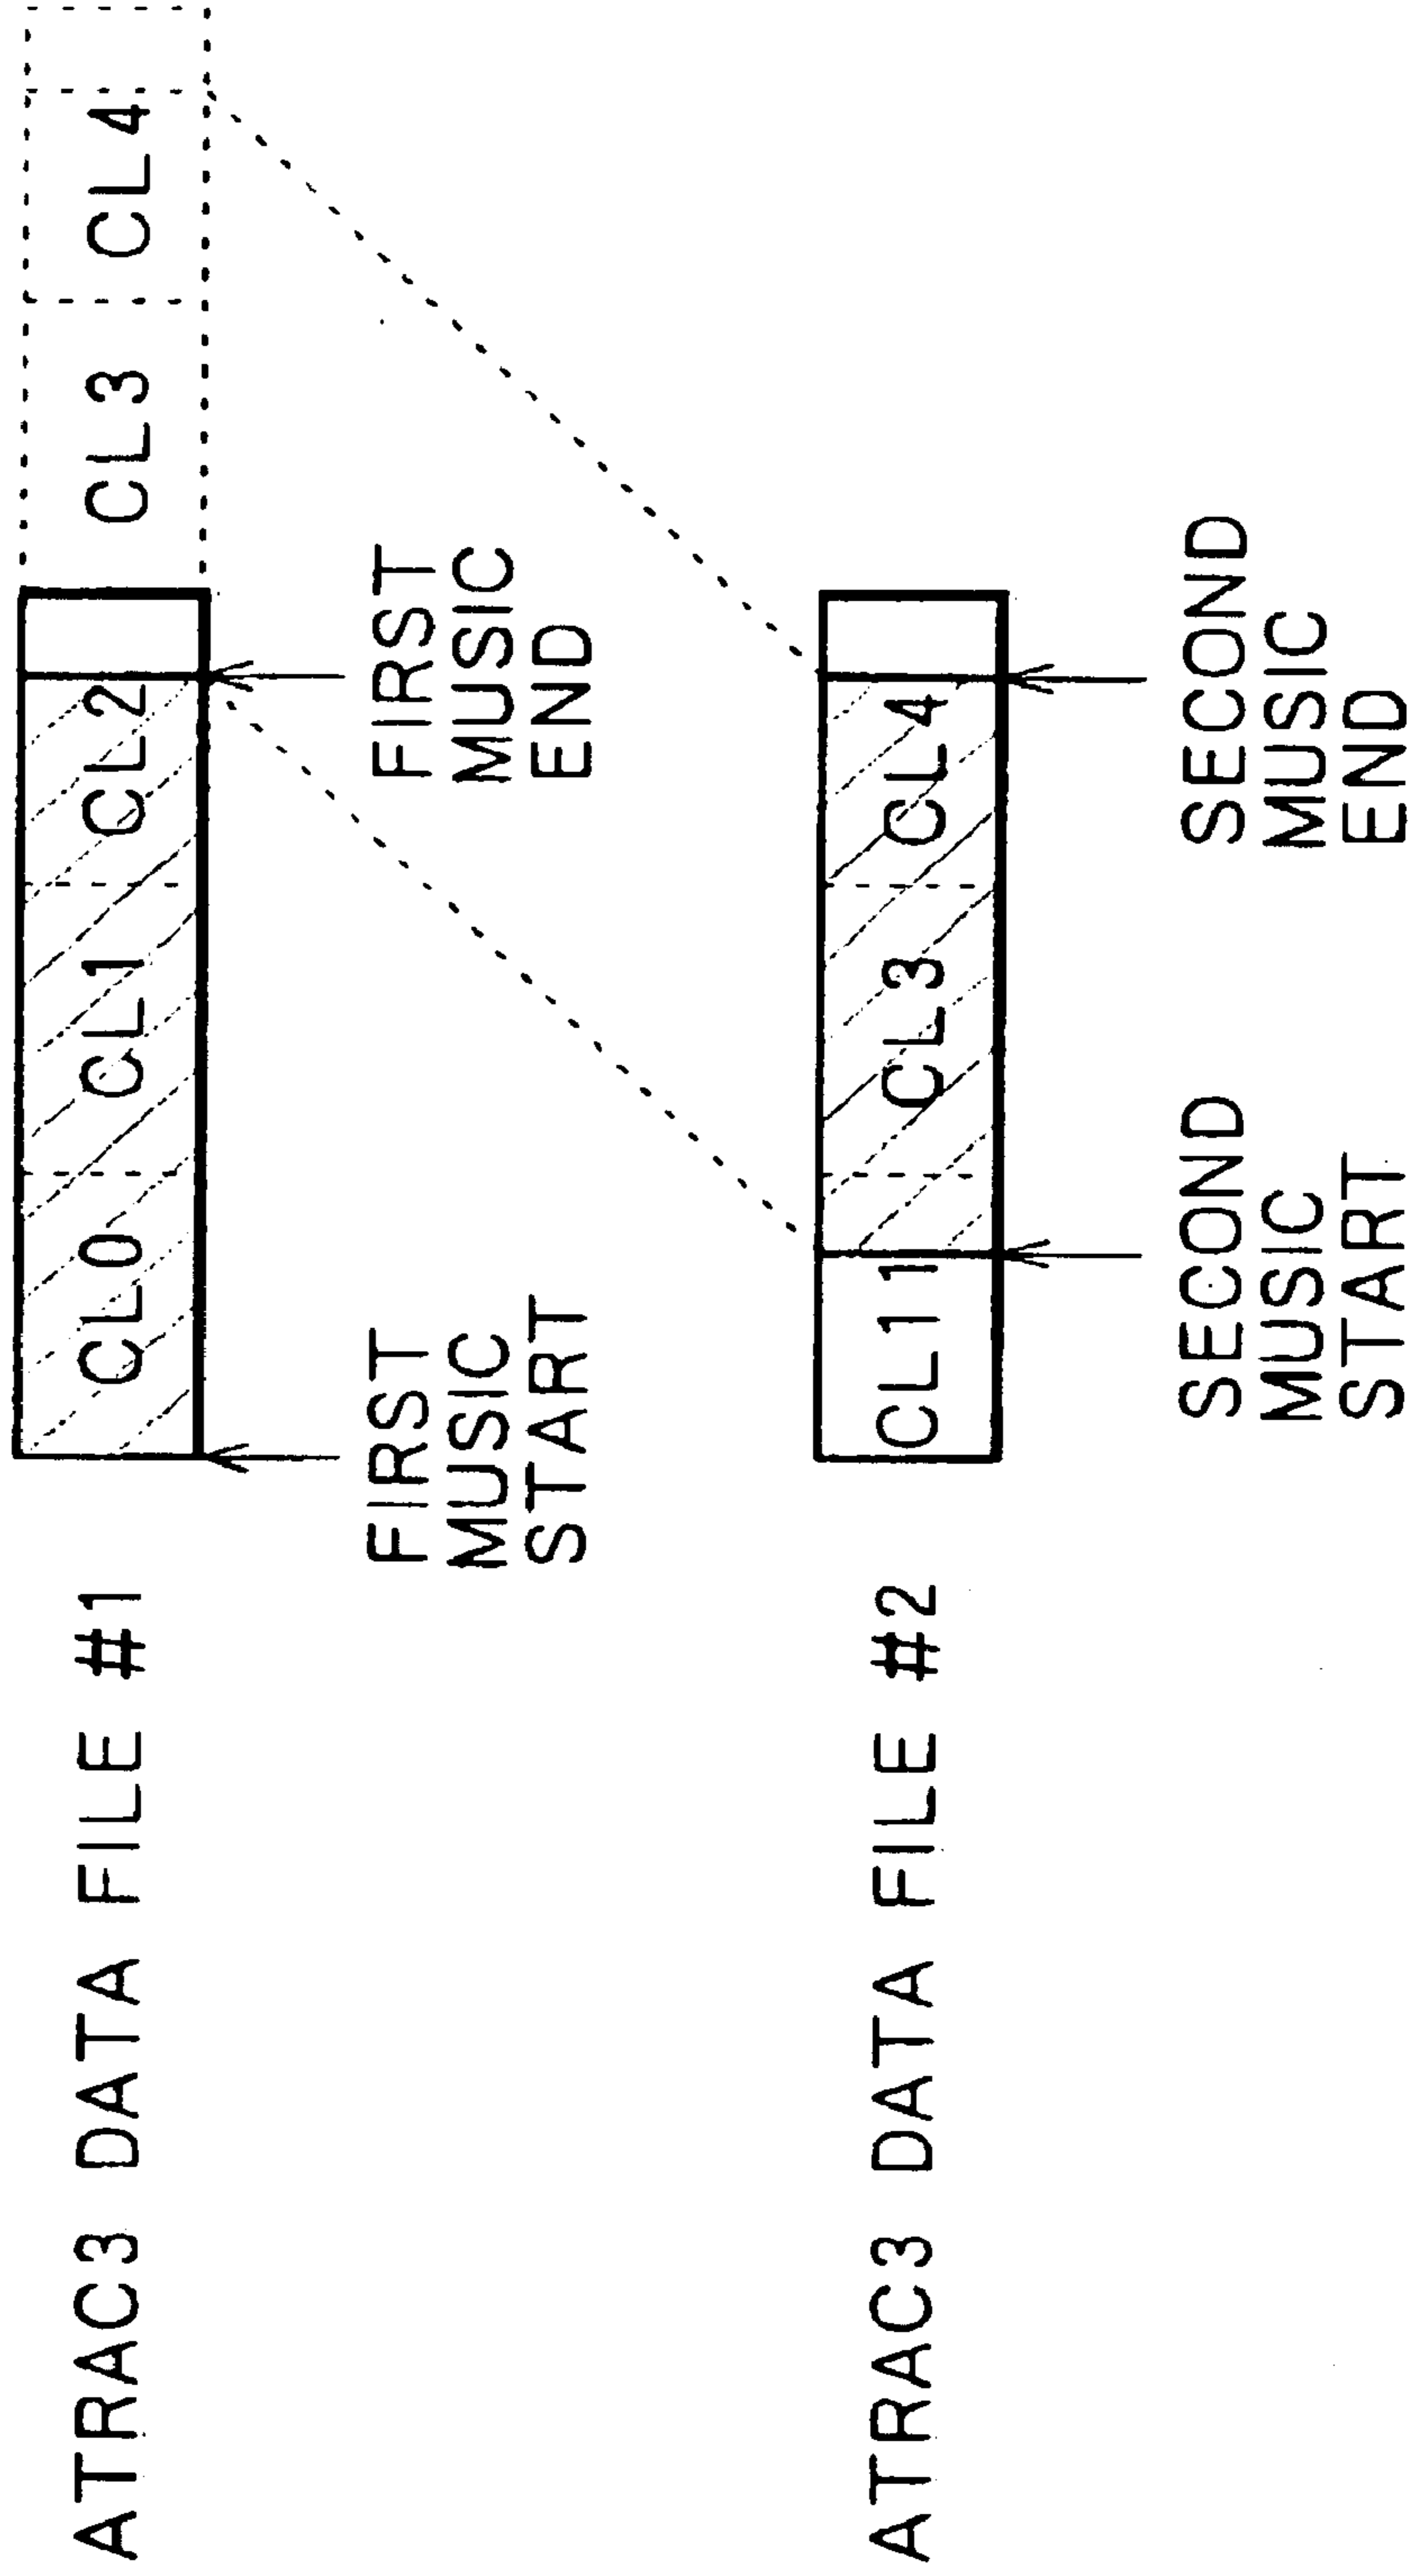 ATRAC3 DATA FILE #1
CL0 CL1 CL2 CL3 CL4
FIRST
MUSIC
START
FIRST
MUSIC
END
ATRAC3 DATA FILE #2
CL11 CL3 CL4
SECOND
MUSIC
START
SECOND
MUSIC
END